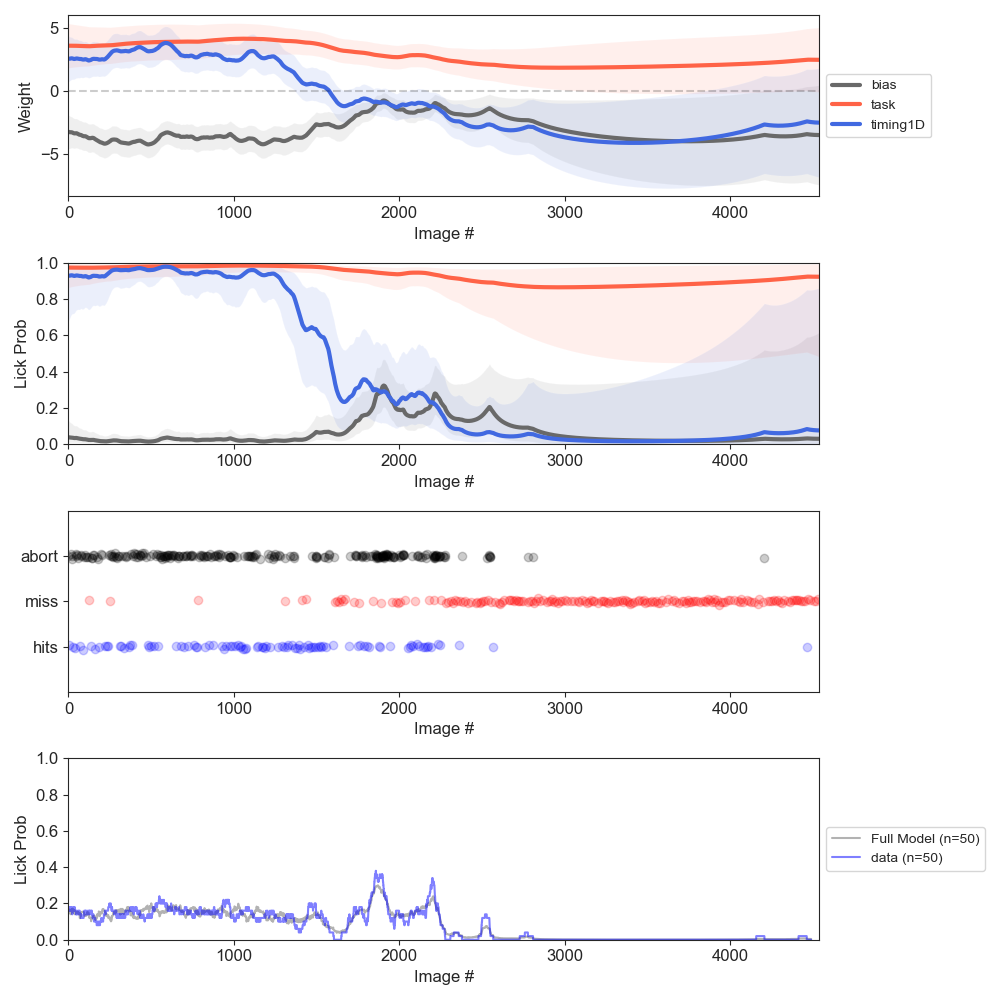 5
0
−5
Weight
0
1000
2000
3000
4000
Image #
bias
task
timing1D
1.0
0.8
0.6
0.4
0.2
0.0
Lick Prob
0
1000
2000
3000
4000
Image #
abort
miss
hits
0
1000
2000
3000
4000
Image #
1.0
0.8
0.6
0.4
0.2
0.0
Lick Prob
0
1000
2000
3000
4000
Image #
Full Model (n=50)
data (n=50)